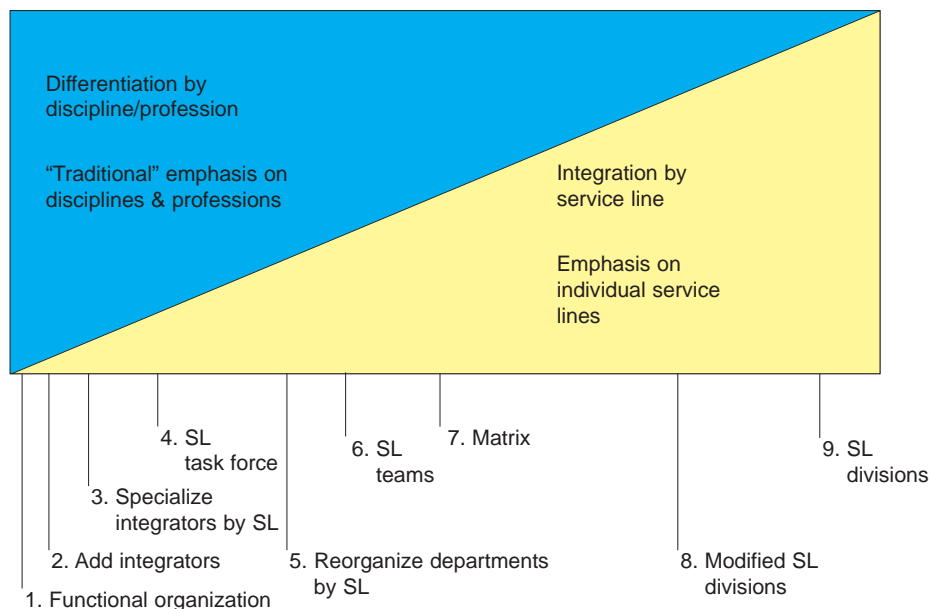 Differentiation by
discipline/profession
“Traditional” emphasis on
disciplines & professions
Integration by
service line
Emphasis on
individual service
lines
4. SL
task force
6. SL
teams
7. Matrix
9. SL
divisions
3. Specialize
integrators by SL
2. Add integrators
5. Reorganize departments
by SL
8. Modified SL
divisions
1. Functional organization